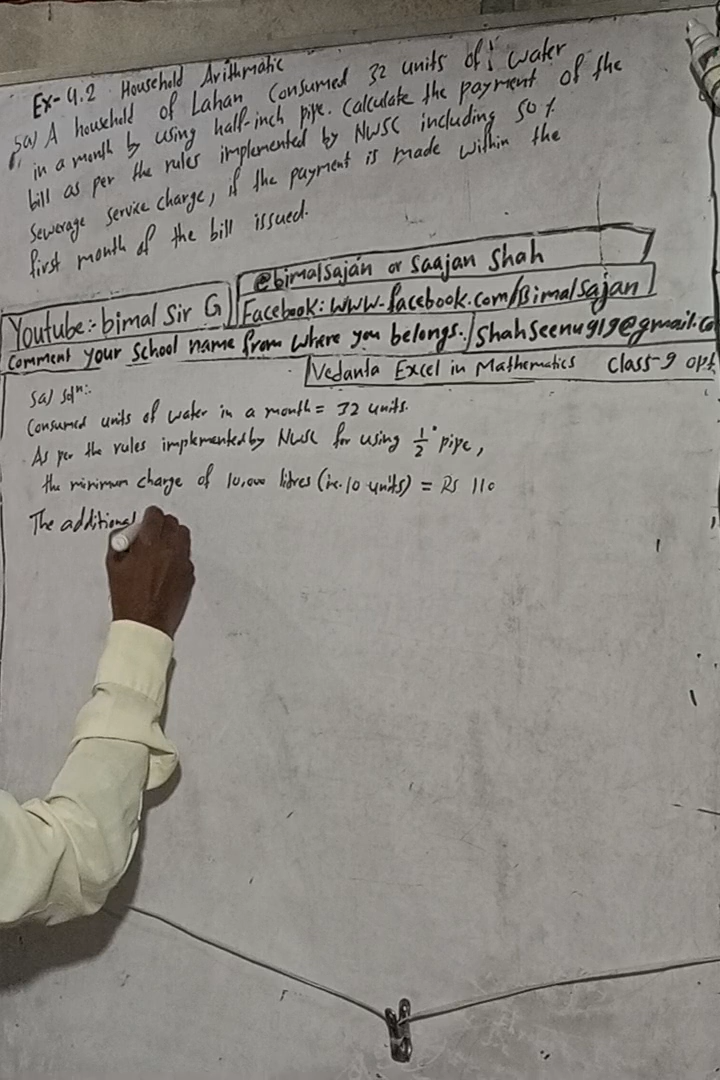 Ex-4.2 Household Arithmatic
5a) A household of Lahan Consumed 32 units of water
in a month by using half-inch pipe. Calculate the payment of the
bill as per the rules implemented by NWSC including 50%
Sewerage service charge, if the payment is made within the
first month of the bill issued.
@bimalsajan or Saajan Shah
Youtube:- bimal Sir G
Facebook: www.facebook.com/Bimalsajan
Comment your School name from where you belongs.
Shahseenu919@gmail.co
Vedanta Excel in Mathematics Class-9 opt
5a) Solⁿ:-
Consumed units of water in a month = 32 units.
As per the rules implemented by NWSC for using 1/2" pipe,
the minimum charge of 10,000 litres (i.e. 10 units) = Rs 110
The additional